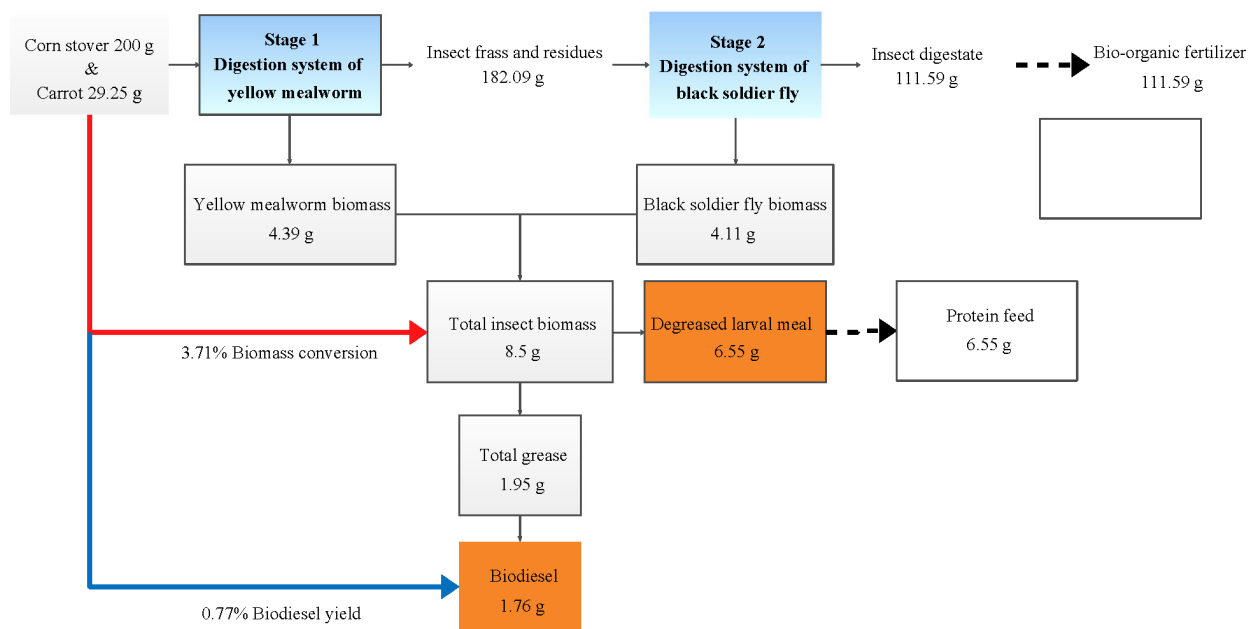 Corn stover 200 g
&
Carrot 29.25 g
Stage 1
Digestion system of
yellow mealworm
Insect frass and residues
182.09 g
Stage 2
Digestion system of
black soldier fly
Insect digestate
111.59 g
Bio-organic fertilizer
111.59 g
Yellow mealworm biomass
4.39 g
Black soldier fly biomass
4.11 g
Total insect biomass
8.5 g
Degreased larval meal
6.55 g
Protein feed
6.55 g
3.71% Biomass conversion
Total grease
1.95 g
Biodiesel
1.76 g
0.77% Biodiesel yield